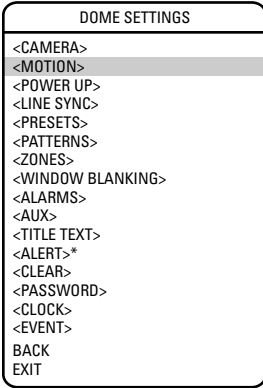 DOME SETTINGS
<CAMERA>
<MOTION>
<POWER UP>
<LINE SYNC>
<PRESETS>
<PATTERNS>
<ZONES>
<WINDOW BLANKING>
<ALARMS>
<AUX>
<TITLE TEXT>
<ALERT>*
<CLEAR>
<PASSWORD>
<CLOCK>
<EVENT>
BACK
EXIT